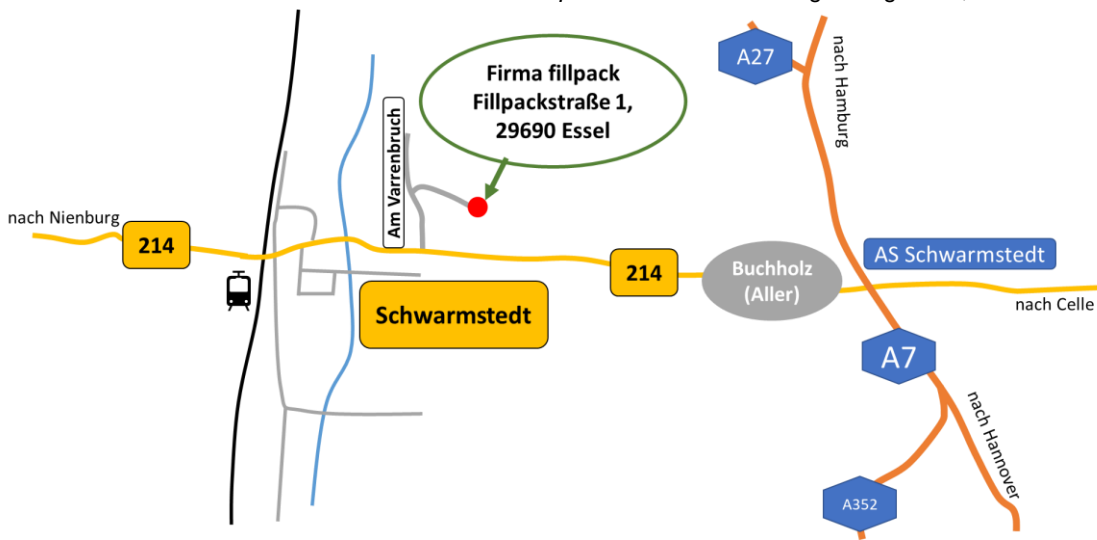 Firma fillpack
Fillpackstraße 1,
29690 Essel
Am Varrenbruch
A27
nach Hamburg
nach Nienburg
214
214
Buchholz
(Aller)
AS Schwarmstedt
nach Celle
Schwarmstedt
A7
nach Hannover
A352